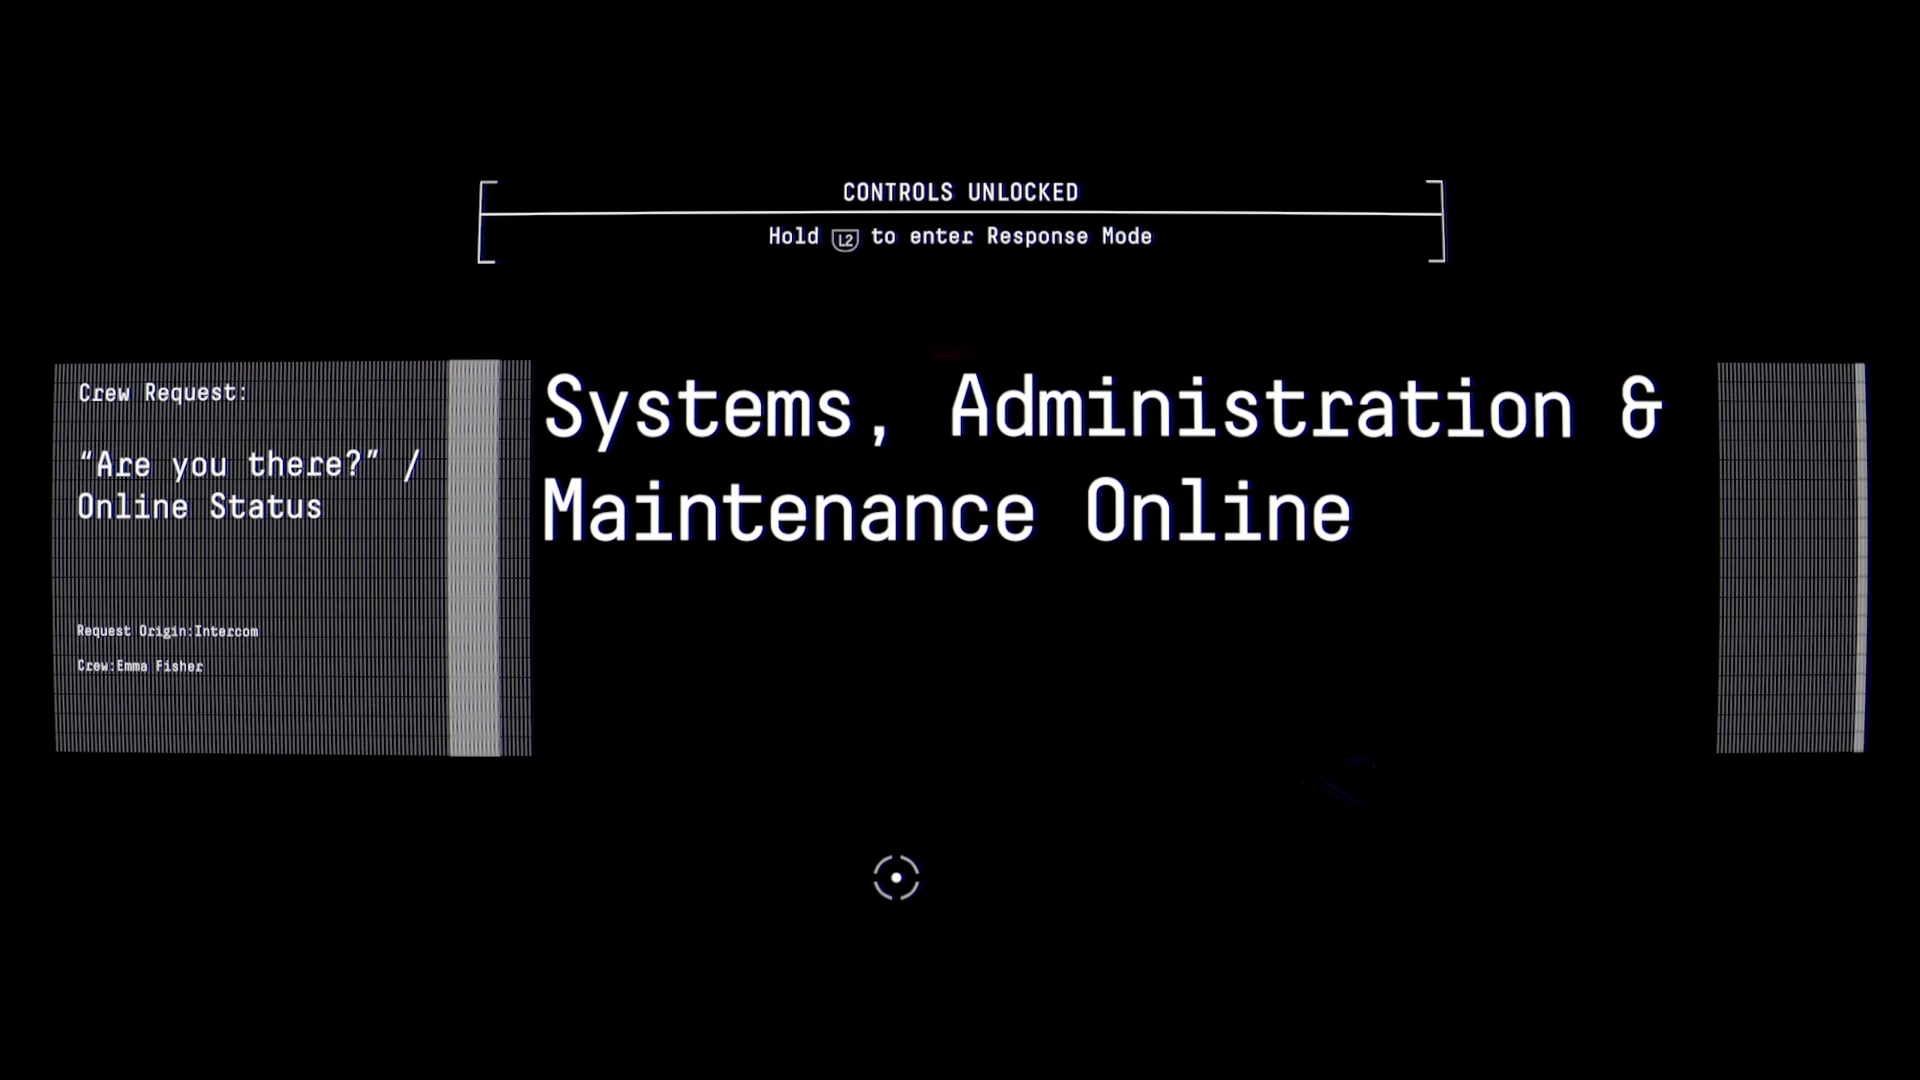 CONTROLS UNLOCKED
Hold L2 to enter Response Mode
Crew Request:
“Are you there?” /
Online Status
Request Origin:Intercom
Crew:Emma Fisher
Systems, Administration &
Maintenance Online